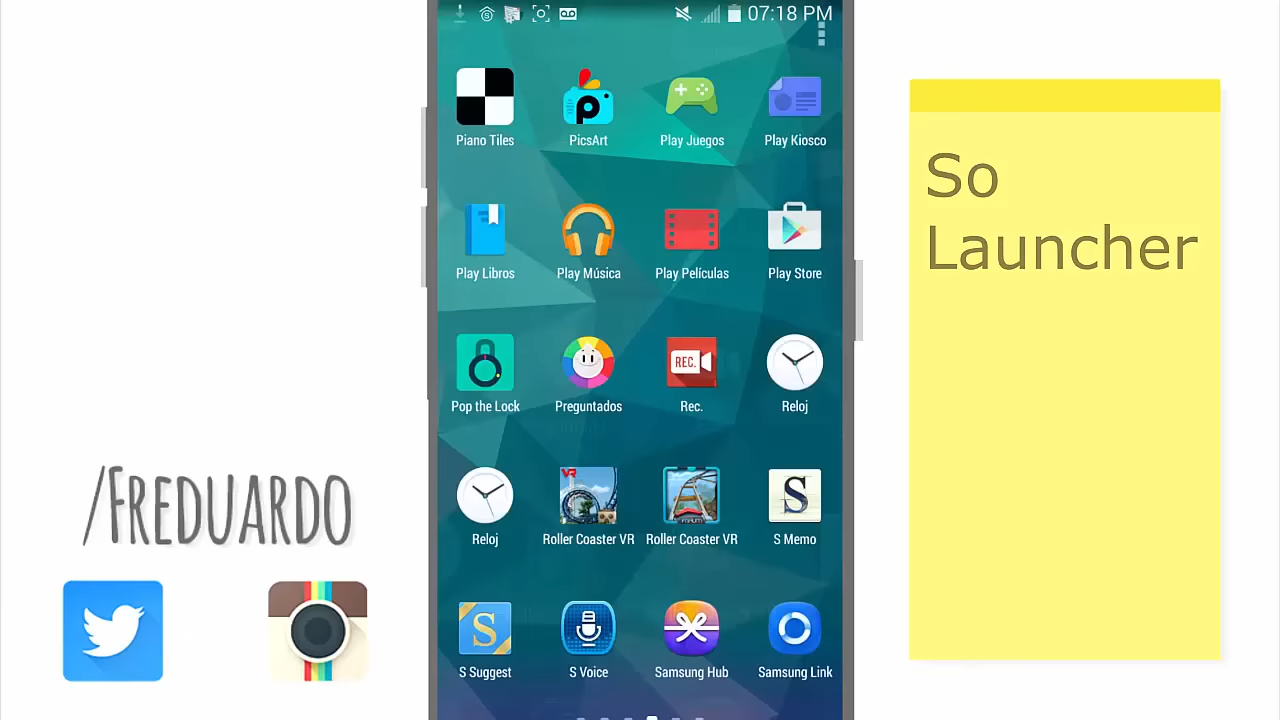 07:18 PM
Piano Tiles
PicsArt
Play Juegos
Play Kiosco
Play Libros
Play Música
Play Películas
Play Store
REC.
Pop the Lock
Preguntados
Rec.
Reloj
VR
FORUM
S
Reloj
Roller Coaster VR
Roller Coaster VR
S Memo
S
S Suggest
S Voice
Samsung Hub
Samsung Link
So
Launcher
/FREDUARDO